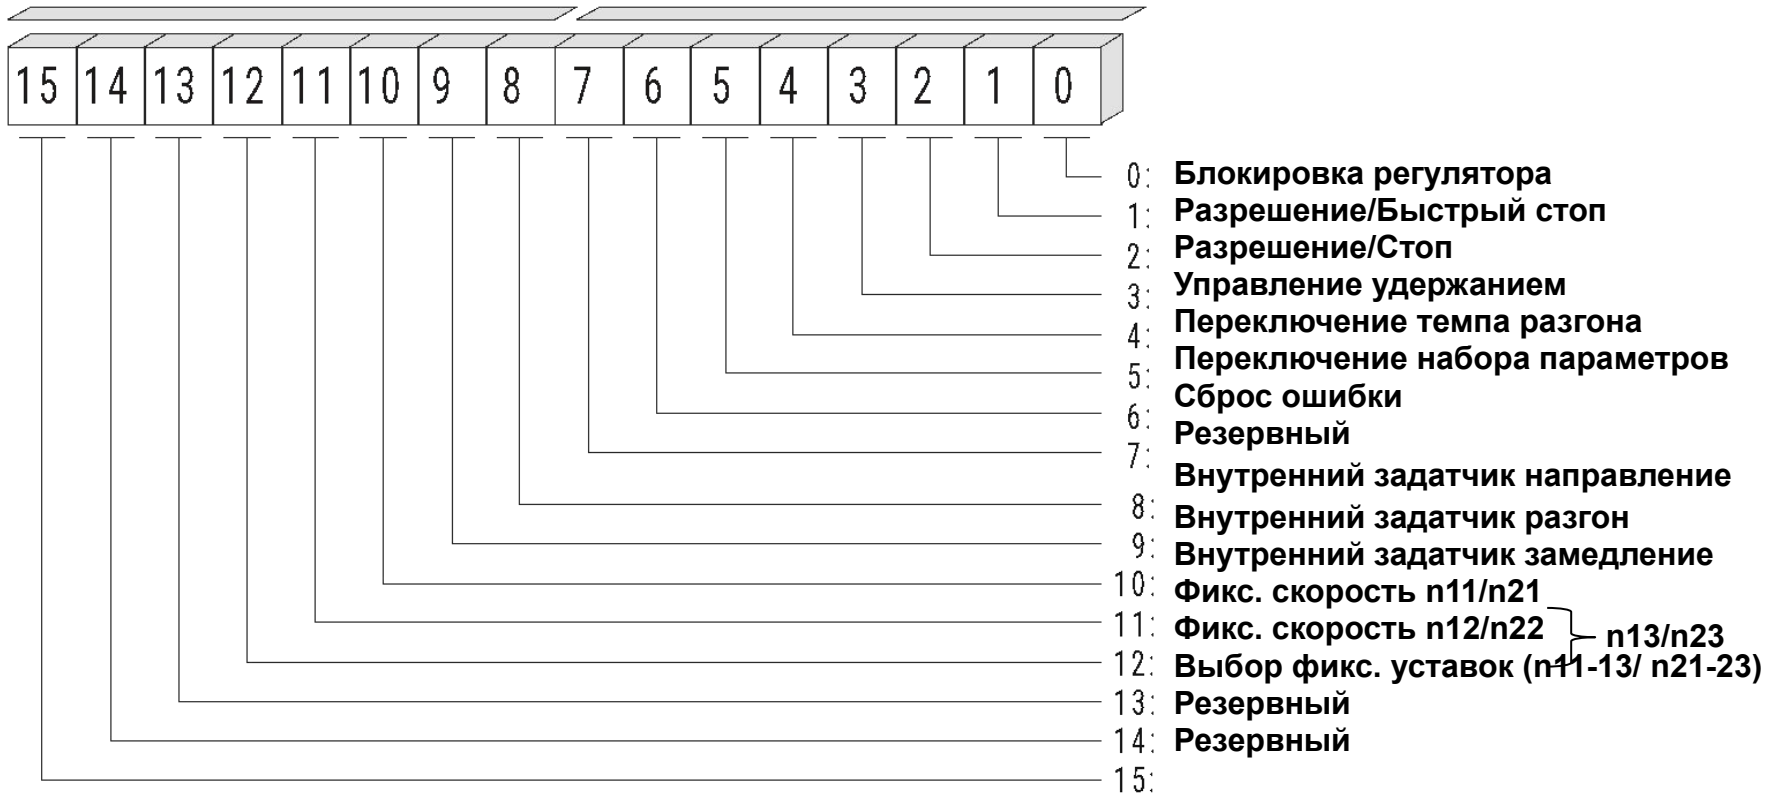 15 14 13 12 11 10 9 8 7 6 5 4 3 2 1 0
0: Блокировка регулятора
1: Разрешение/Быстрый стоп
2: Разрешение/Стоп
3: Управление удержанием
4: Переключение темпа разгона
5: Переключение набора параметров
6: Сброс ошибки
7: Резервный
8: Внутренний задатчик направление
9: Внутренний задатчик разгон
10: Внутренний задатчик замедление
11: Фикс. скорость n11/n21
12: Фикс. скорость n12/n22 n13/n23
13: Выбор фикс. уставок (n11-13/ n21-23)
14: Резервный
15: Резервный